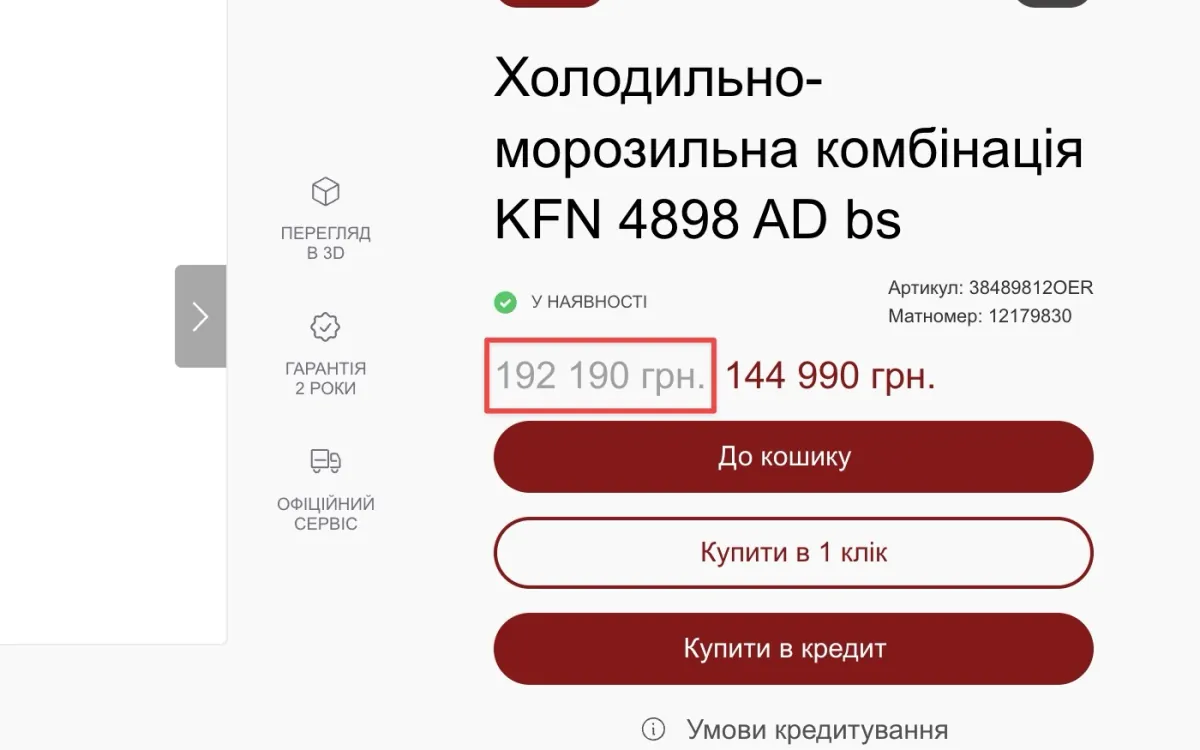 Холодильно-
морозильна комбінація
KFN 4898 AD bs
ПЕРЕГЛЯД
В 3D
У НАЯВНОСТІ
Артикул: 38489812OER
Матномер: 12179830
ГАРАНТІЯ
2 РОКИ
192 190 грн. 144 990 грн.
До кошику
ОФІЦІЙНИЙ
СЕРВІС
Купити в 1 клік
Купити в кредит
Умови кредитування